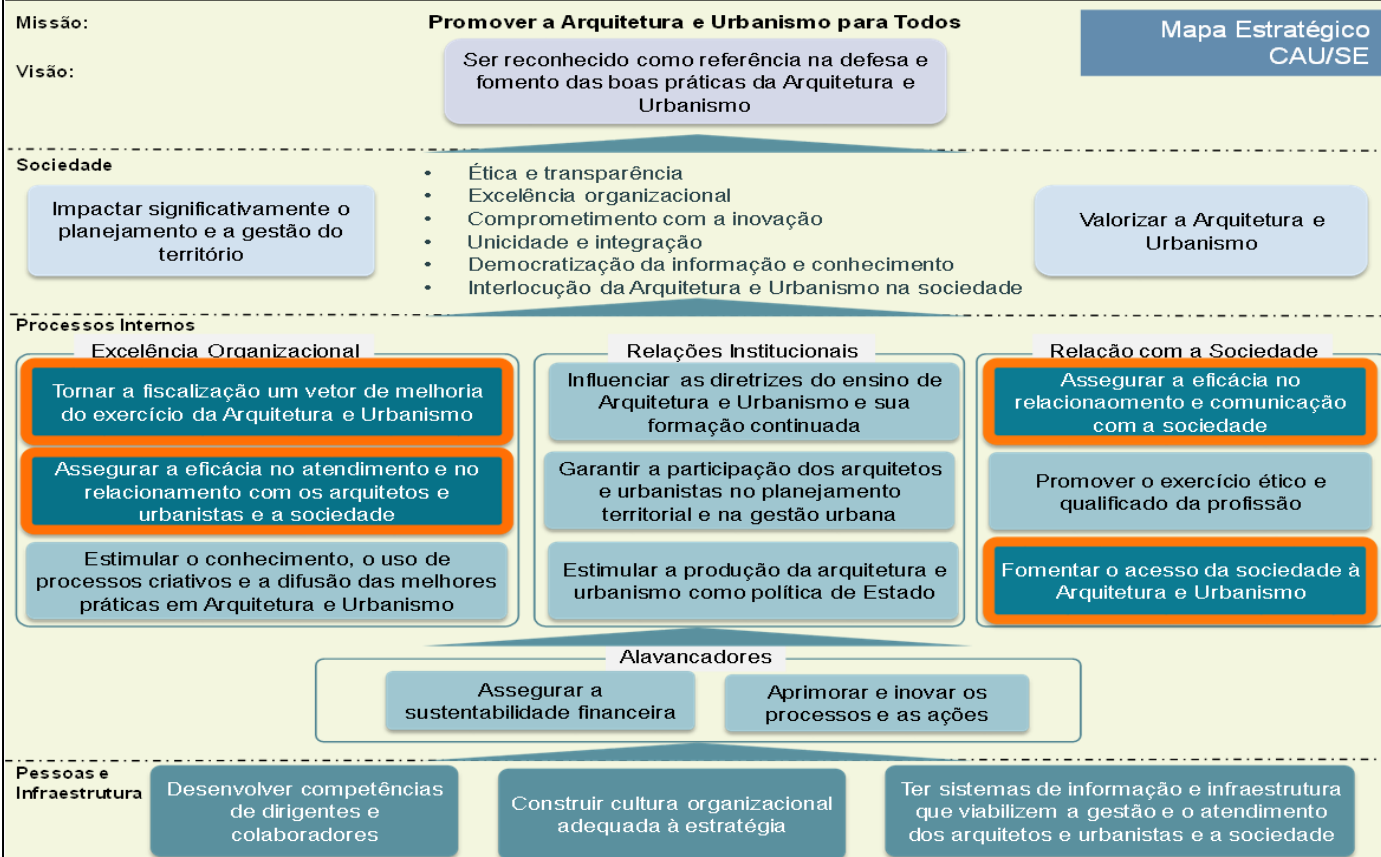 Missão:
Promover a Arquitetura e Urbanismo para Todos
Mapa Estratégico
CAU/SE
Visão:
Ser reconhecido como referência na defesa e
fomento das boas práticas da Arquitetura e
Urbanismo
Sociedade
Impactar significativamente o
planejamento e a gestão do
território
• Ética e transparência
• Excelência organizacional
• Comprometimento com a inovação
• Unicidade e integração
• Democratização da informação e conhecimento
• Interlocução da Arquitetura e Urbanismo na sociedade
Valorizar a Arquitetura e
Urbanismo
Processos Internos
Excelência Organizacional
Tornar a fiscalização um vetor de melhoria
do exercício da Arquitetura e Urbanismo
Assegurar a eficácia no atendimento e no
relacionamento com os arquitetos e
urbanistas e a sociedade
Estimular o conhecimento, o uso de
processos criativos e a difusão das melhores
práticas em Arquitetura e Urbanismo
Relações Institucionais
Influenciar as diretrizes do ensino de
Arquitetura e Urbanismo e sua
formação continuada
Garantir a participação dos arquitetos
e urbanistas no planejamento
territorial e na gestão urbana
Estimular a produção da arquitetura e
urbanismo como política de Estado
Relação com a Sociedade
Assegurar a eficácia no
relacionaomento e comunicação
com a sociedade
Promover o exercício ético e
qualificado da profissão
Fomentar o acesso da sociedade à
Arquitetura e Urbanismo
Alavancadores
Assegurar a
sustentabilidade financeira
Aprimorar e inovar os
processos e as ações
Pessoas e
Infraestrutura
Desenvolver competências
de dirigentes e
colaboradores
Construir cultura organizacional
adequada à estratégia
Ter sistemas de informação e infraestrutura
que viabilizem a gestão e o atendimento
dos arquitetos e urbanistas e a sociedade